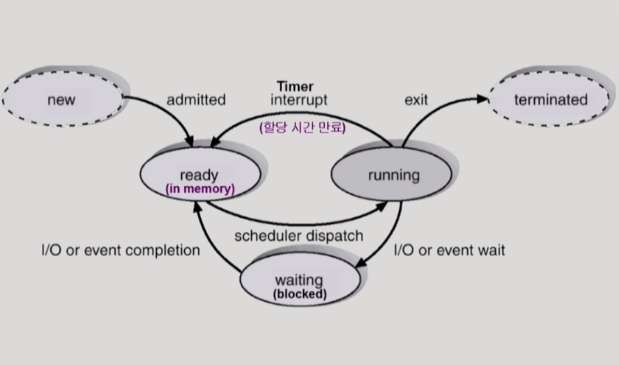 Timer
new
admitted
interrupt
exit
terminated
(할당 시간 만료)
ready
(in memory)
running
scheduler dispatch
I/O or event completion
I/O or event wait
waiting
(blocked)